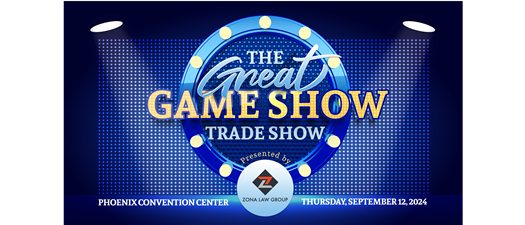 THE
Great
GAME SHOW
TRADE SHOW
Presented by
Z
ZONA LAW GROUP
PHOENIX CONVENTION CENTER
THURSDAY, SEPTEMBER 12, 2024